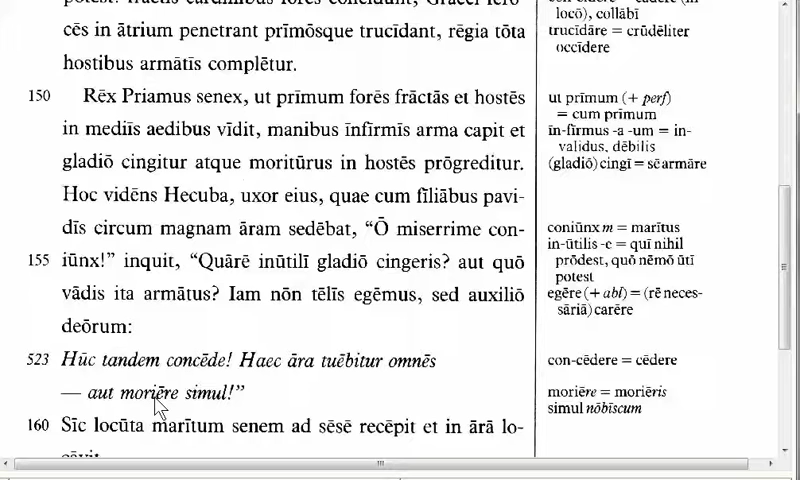 cēs in ātrium penetrant prīmōsque trucīdant, rēgia tōta
hostibus armātīs complētur.
150 Rēx Priamus senex, ut prīmum forēs frāctās et hostēs
in mediīs aedibus vīdit, manibus īnfirmīs arma capit et
gladiō cingitur atque moritūrus in hostēs prōgreditur.
Hoc vidēns Hecuba, uxor eius, quae cum fīliābus pavi-
dīs circum magnam āram sedēbat, “Ō miserrime con-
155 iūnx!” inquit, “Quārē inūtilī gladiō cingeris? aut quō
vādis ita armātus? Iam nōn tēlīs egēmus, sed auxiliō
deōrum:
523 Hūc tandem concēde! Haec āra tuēbitur omnēs
— aut moriēre simul!”
160 Sīc locūta marītum senem ad sēsē recēpit et in ārā lo-
locō), collābī
trucīdāre = crūdēliter
occīdere
ut prīmum (+ perf)
= cum prīmum
īn-firmus -a -um = in-
validus, dēbilis
(gladiō) cingī = sē armāre
coniūnx m = marītus
in-ūtilis -e = quī nihil
prōdest, quō nēmō ūtī
potest
egēre (+ abl) = (rē neces-
sāriā) carēre
con-cēdere = cēdere
moriēre = moriēris
simul nōbīscum